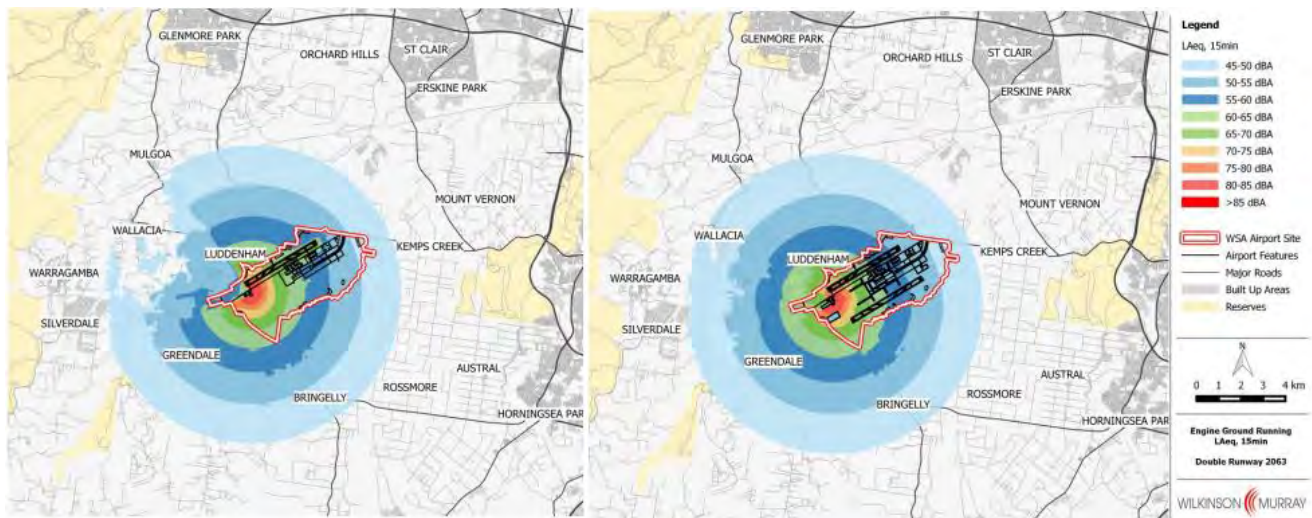 GLENMORE PARK
ORCHARD HILLS
ST CLAIR
ERSKINE PARK
MULGOA
MOUNT VERNON
WALLACIA
LUDDENHAM
KEMPS CREEK
WARRAGAMBA
SILVERDALE
GREENDALE
AUSTRAL
ROSSMORE
BRINGELLY
HORNINGSEA PAR
GLENMORE PARK
ORCHARD HILLS
ST CLAIR
ERSKINE PARK
MULGOA
MOUNT VERNON
WALLACIA
LUDDENHAM
KEMPS CREEK
WARRAGAMBA
SILVERDALE
GREENDALE
AUSTRAL
ROSSMORE
BRINGELLY
HORNINGSEA PAR
Legend
LAeq, 15min
45-50 dBA
50-55 dBA
55-60 dBA
60-65 dBA
65-70 dBA
70-75 dBA
75-80 dBA
80-85 dBA
>85 dBA
WSA Airport Site
Airport Features
Major Roads
Built Up Areas
Reserves
N
0 1 2 3 4 km
Engine Ground Running
LAeq, 15min
Double Runway 2063
WILKINSON MURRAY